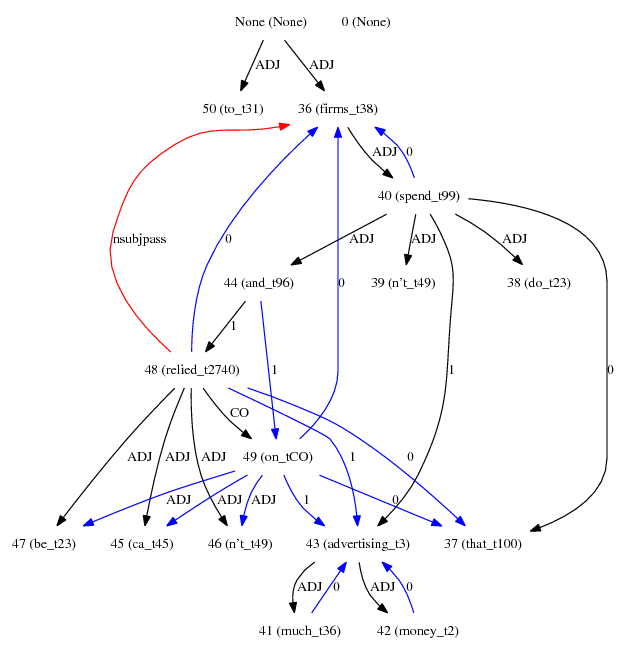 None (None) 0 (None)
ADJ ADJ
50 (to_t31) 36 (firms_t38)
ADJ 0
40 (spend_t99)
nsubjpass 0 ADJ ADJ ADJ
44 (and_t96) 0 39 (n't_t49) 38 (do_t23)
1
48 (relied_t2740) 1 1 0
CO
ADJ ADJ ADJ 49 (on_tCO) 1 0
ADJ ADJ ADJ 1 0
47 (be_t23) 45 (ca_t45) 46 (n't_t49) 43 (advertising_t3) 37 (that_t100)
ADJ 0 ADJ 0
41 (much_t36) 42 (money_t2)